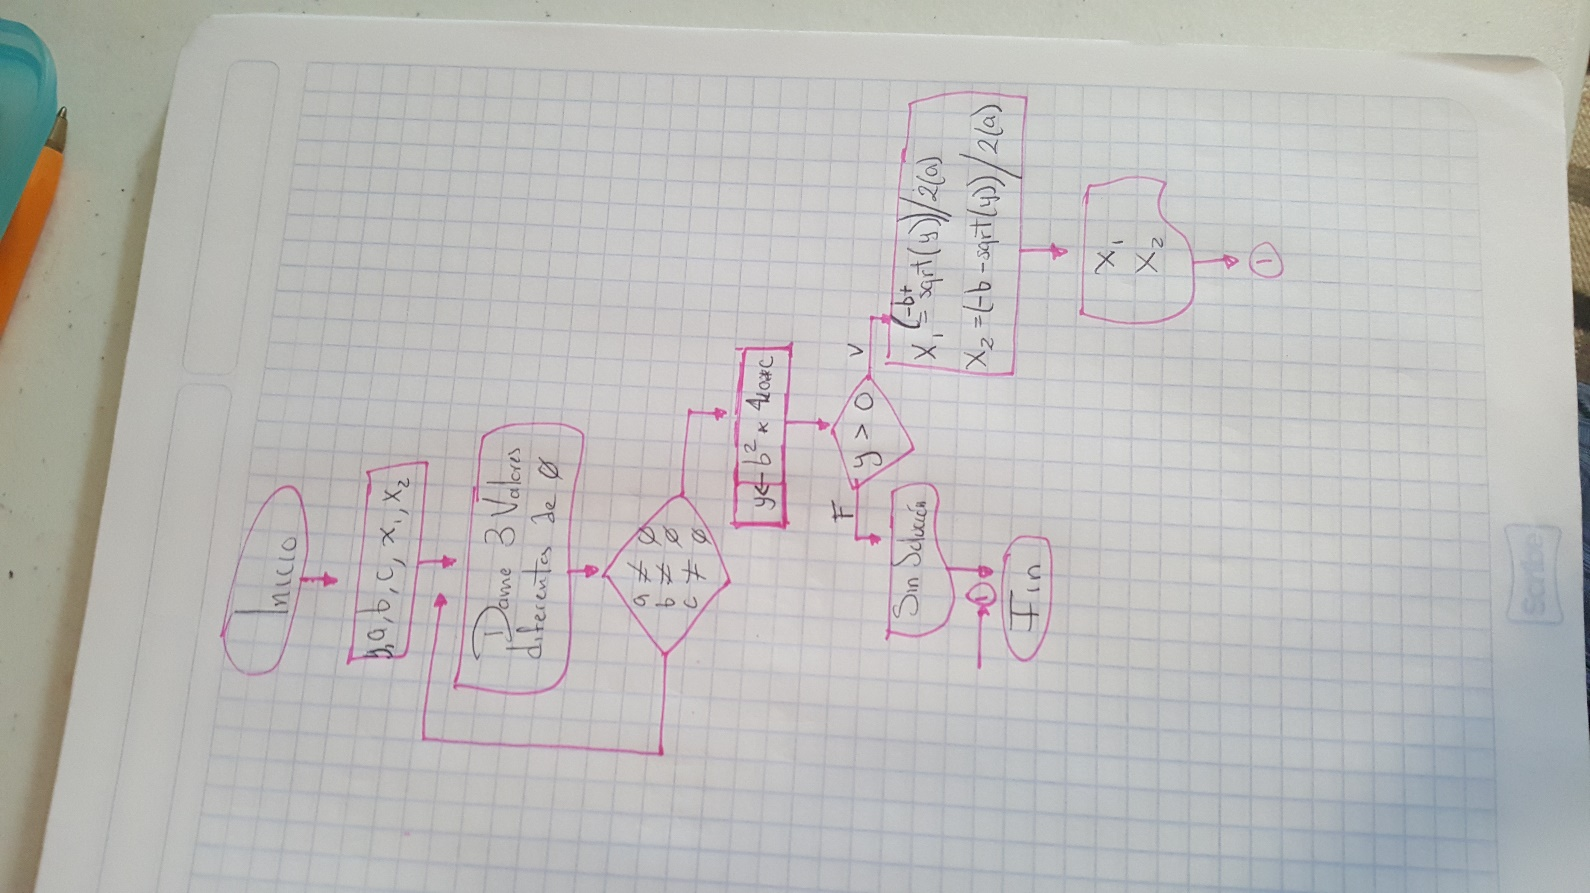 Inicio
y,a,b,c,x₁,x₂
Dame 3 Valores
diferentes de ∅
a ≠ ∅
b ≠ ∅
c ≠ ∅
y← b² * 4*a*c
y > 0
F
V
X₁ = (-b+ sqrt(y))/2(a)
X₂ = (-b - sqrt(y))/2(a)
Sin Solución
X₁
X₂
1
1
Fin
Scribe